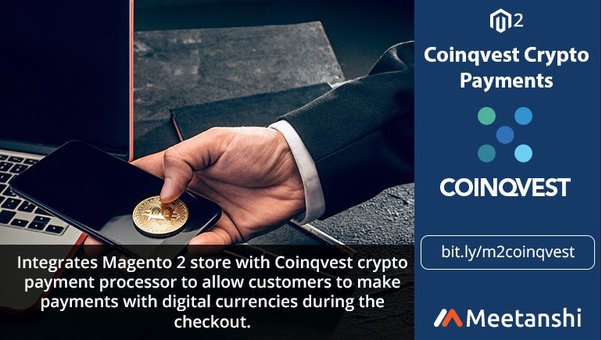 2
Coinqvest Crypto
Payments
COINQVEST
bit.ly/m2coinqvest
Meetanshi
Integrates Magento 2 store with Coinqvest crypto
payment processor to allow customers to make
payments with digital currencies during the
checkout.